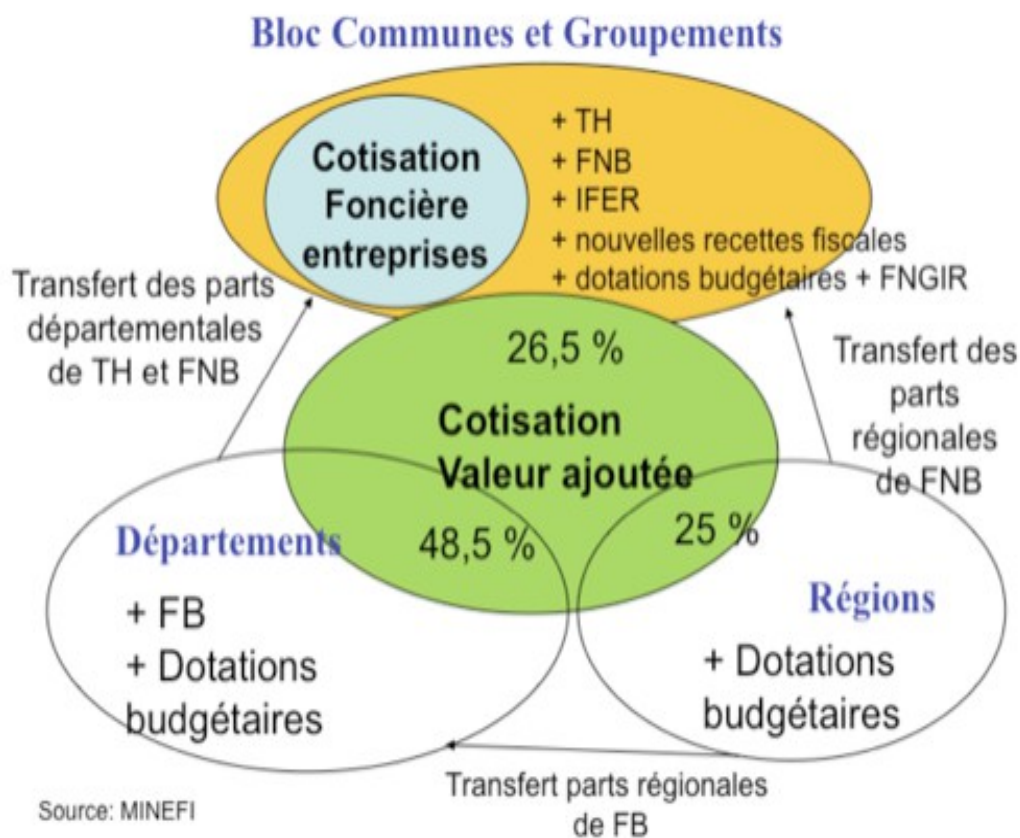 Bloc Communes et Groupements
Cotisation
Foncière
entreprises
+ TH
+ FNB
+ IFER
+ nouvelles recettes fiscales
+ dotations budgétaires + FNGIR
Transfert des parts
départementales
de TH et FNB
26,5 %
Transfert des
parts
régionales
de FNB
Cotisation
Valeur ajoutée
48,5 %
25 %
Départements
+ FB
+ Dotations
budgétaires
Régions
+ Dotations
budgétaires
Transfert parts régionales
de FB
Source: MINEFI